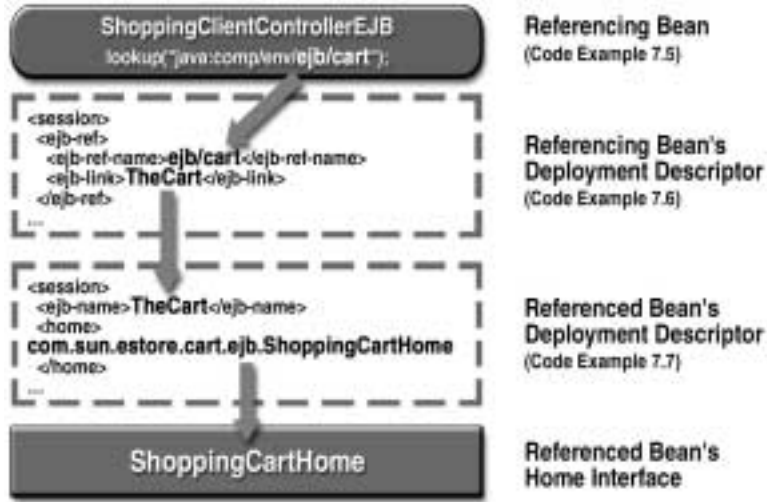 ShoppingClientControllerEJB
lookup("java:comp/env/ejb/cart");
Referencing Bean
(Code Example 7.5)
<session>
<ejb-ref>
<ejb-ref-name>ejb/cart</ejb-ref-name>
<ejb-link>TheCart</ejb-link>
</ejb-ref>
...
Referencing Bean's
Deployment Descriptor
(Code Example 7.6)
<session>
<ejb-name>TheCart</ejb-name>
<home>
com.sun.estore.cart.ejb.ShoppingCartHome
</home>
...
Referenced Bean's
Deployment Descriptor
(Code Example 7.7)
ShoppingCartHome
Referenced Bean's
Home Interface